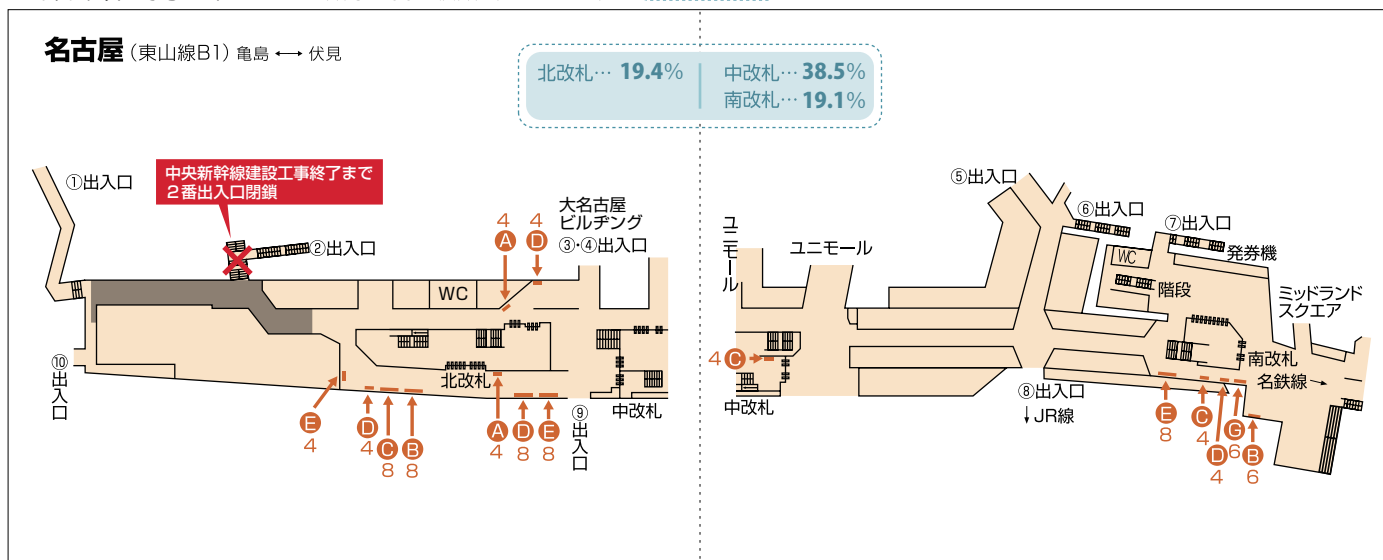 名古屋(東山線B1) 亀島 ←→ 伏見
北改札… 19.4%
中改札… 38.5%
南改札… 19.1%
中央新幹線建設工事終了まで
2番出入口閉鎖
①出入口
②出入口
大名古屋
ビルヂング
③・④出入口
4
A
4
D
WC
⑩出入口
北改札
中改札
⑨出入口
E
4
D
4
C
8
B
8
A
4
D
8
E
8
ユニモール
ユニモール
⑤出入口
⑥出入口
⑦出入口
発券機
WC
階段
ミッドランド
スクエア
4 C
中改札
南改札
名鉄線→
⑧出入口
↓JR線
E
8
C
4
D
4
G
6
B
6